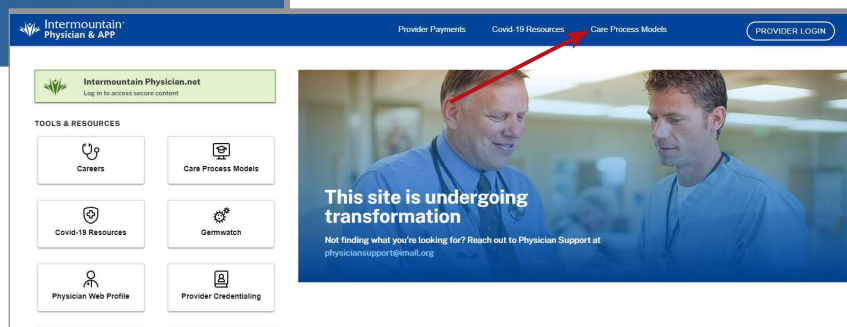 Intermountain®
Physician & APP
Provider Payments
Covid-19 Resources
Care Process Models
PROVIDER LOGIN
Intermountain Physician.net
Log in to access secure content
TOOLS & RESOURCES
Careers
Care Process Models
Covid-19 Resources
Germwatch
Physician Web Profile
Provider Credentialing
This site is undergoing
transformation
Not finding what you're looking for? Reach out to Physician Support at
physiciansupport@imail.org